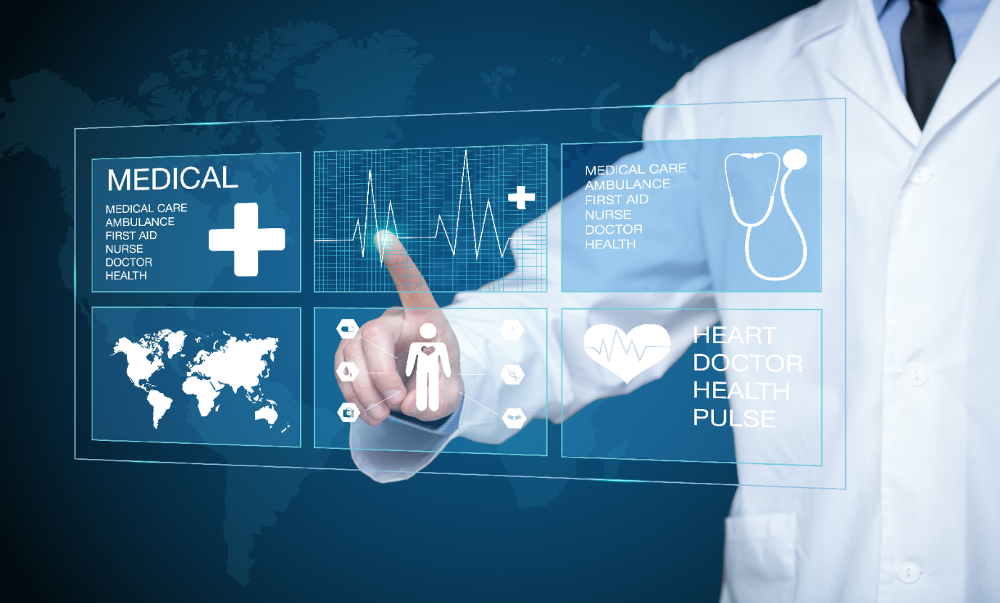 MEDICAL
MEDICAL CARE
AMBULANCE
FIRST AID
NURSE
DOCTOR
HEALTH
MEDICAL CARE
AMBULANCE
FIRST AID
NURSE
DOCTOR
HEALTH
HEART
DOCTOR
HEALTH
PULSE